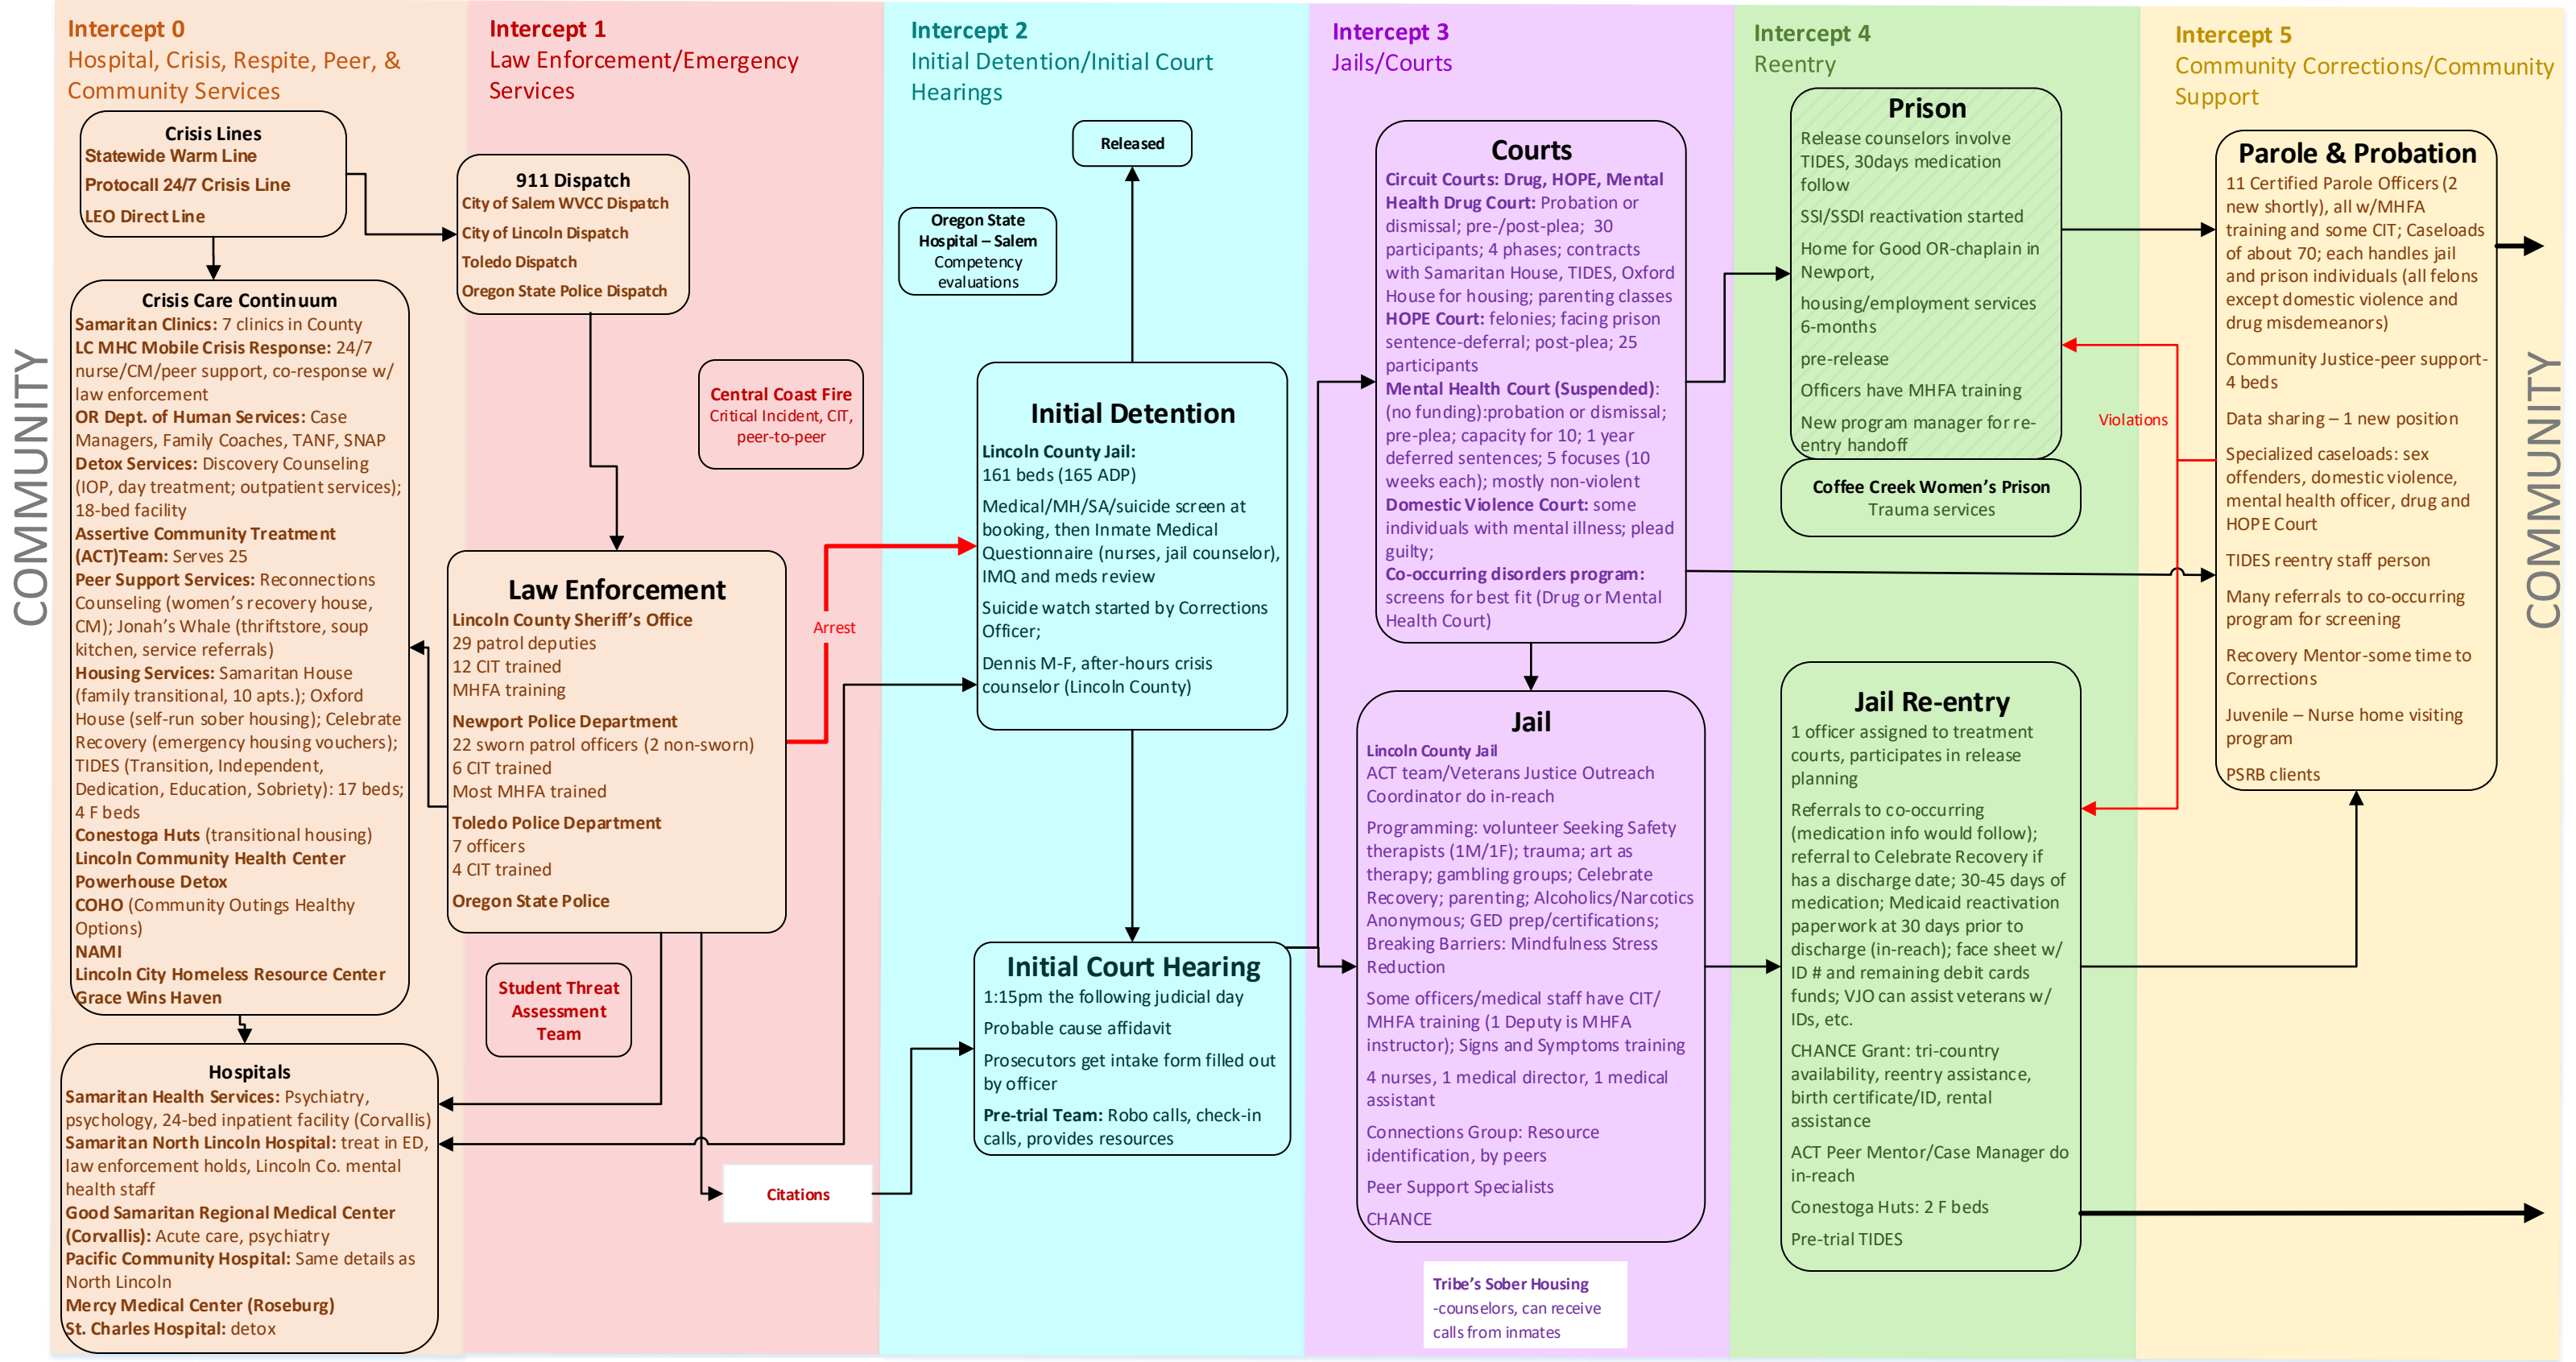 COMMUNITY
Intercept 0
Hospital, Crisis, Respite, Peer, &
Community Services
Crisis Lines
Statewide Warm Line
Protocall 24/7 Crisis Line
LEO Direct Line
Crisis Care Continuum
Samaritan Clinics: 7 clinics in County
LC MHC Mobile Crisis Response: 24/7
nurse/CM/peer support, co-response w/
law enforcement
OR Dept. of Human Services: Case
Managers, Family Coaches, TANF, SNAP
Detox Services: Discovery Counseling
(IOP, day treatment; outpatient services);
18-bed facility
Assertive Community Treatment
(ACT)Team: Serves 25
Peer Support Services: Reconnections
Counseling (women's recovery house,
CM); Jonah's Whale (thriftstore, soup
kitchen, service referrals)
Housing Services: Samaritan House
(family transitional, 10 apts.); Oxford
House (self-run sober housing); Celebrate
Recovery (emergency housing vouchers);
TIDES (Transition, Independent,
Dedication, Education, Sobriety): 17 beds;
4 F beds
Conestoga Huts (transitional housing)
Lincoln Community Health Center
Powerhouse Detox
COHO (Community Outings Healthy
Options)
NAMI
Lincoln City Homeless Resource Center
Grace Wins Haven
Hospitals
Samaritan Health Services: Psychiatry,
psychology, 24-bed inpatient facility (Corvallis)
Samaritan North Lincoln Hospital: treat in ED,
law enforcement holds, Lincoln Co. mental
health staff
Good Samaritan Regional Medical Center
(Corvallis): Acute care, psychiatry
Pacific Community Hospital: Same details as
North Lincoln
Mercy Medical Center (Roseburg)
St. Charles Hospital: detox
Intercept 1
Law Enforcement/Emergency
Services
911 Dispatch
City of Salem WVCC Dispatch
City of Lincoln Dispatch
Toledo Dispatch
Oregon State Police Dispatch
Central Coast Fire
Critical Incident, CIT,
peer-to-peer
Law Enforcement
Lincoln County Sheriff's Office
29 patrol deputies
12 CIT trained
MHFA training
Newport Police Department
22 sworn patrol officers (2 non-sworn)
6 CIT trained
Most MHFA trained
Toledo Police Department
7 officers
4 CIT trained
Oregon State Police
Arrest
Student Threat
Assessment
Team
Citations
Intercept 2
Initial Detention/Initial Court
Hearings
Released
Oregon State
Hospital – Salem
Competency
evaluations
Initial Detention
Lincoln County Jail:
161 beds (165 ADP)
Medical/MH/SA/suicide screen at
booking, then Inmate Medical
Questionnaire (nurses, jail counselor),
IMQ and meds review
Suicide watch started by Corrections
Officer;
Dennis M-F, after-hours crisis
counselor (Lincoln County)
Initial Court Hearing
1:15pm the following judicial day
Probable cause affidavit
Prosecutors get intake form filled out
by officer
Pre-trial Team: Robo calls, check-in
calls, provides resources
Intercept 3
Jails/Courts
Courts
Circuit Courts: Drug, HOPE, Mental
Health Drug Court: Probation or
dismissal; pre-/post-plea; 30
participants; 4 phases; contracts
with Samaritan House, TIDES, Oxford
House for housing; parenting classes
HOPE Court: felonies; facing prison
sentence-deferral; post-plea; 25
participants
Mental Health Court (Suspended):
(no funding):probation or dismissal;
pre-plea; capacity for 10; 1 year
deferred sentences; 5 focuses (10
weeks each); mostly non-violent
Domestic Violence Court: some
individuals with mental illness; plead
guilty;
Co-occurring disorders program:
screens for best fit (Drug or Mental
Health Court)
Jail
Lincoln County Jail
ACT team/Veterans Justice Outreach
Coordinator do in-reach
Programming: volunteer Seeking Safety
therapists (1M/1F); trauma; art as
therapy; gambling groups; Celebrate
Recovery; parenting; Alcoholics/Narcotics
Anonymous; GED prep/certifications;
Breaking Barriers: Mindfulness Stress
Reduction
Some officers/medical staff have CIT/
MHFA training (1 Deputy is MHFA
instructor); Signs and Symptoms training
4 nurses, 1 medical director, 1 medical
assistant
Connections Group: Resource
identification, by peers
Peer Support Specialists
CHANCE
Tribe's Sober Housing
-counselors, can receive
calls from inmates
Intercept 4
Reentry
Prison
Release counselors involve
TIDES, 30days medication
follow
SSI/SSDI reactivation started
Home for Good OR-chaplain in
Newport,
housing/employment services
6-months
pre-release
Officers have MHFA training
New program manager for re-
entry handoff
Coffee Creek Women's Prison
Trauma services
Violations
Jail Re-entry
1 officer assigned to treatment
courts, participates in release
planning
Referrals to co-occurring
(medication info would follow);
referral to Celebrate Recovery if
has a discharge date; 30-45 days of
medication; Medicaid reactivation
paperwork at 30 days prior to
discharge (in-reach); face sheet w/
ID # and remaining debit cards
funds; VJO can assist veterans w/
IDs, etc.
CHANCE Grant: tri-country
availability, reentry assistance,
birth certificate/ID, rental
assistance
ACT Peer Mentor/Case Manager do
in-reach
Conestoga Huts: 2 F beds
Pre-trial TIDES
Intercept 5
Community Corrections/Community
Support
Parole & Probation
11 Certified Parole Officers (2
new shortly), all w/MHFA
training and some CIT; Caseloads
of about 70; each handles jail
and prison individuals (all felons
except domestic violence and
drug misdemeanors)
Community Justice-peer support-
4 beds
Data sharing – 1 new position
Specialized caseloads: sex
offenders, domestic violence,
mental health officer, drug and
HOPE Court
TIDES reentry staff person
Many referrals to co-occurring
program for screening
Recovery Mentor-some time to
Corrections
Juvenile – Nurse home visiting
program
PSRB clients
COMMUNITY